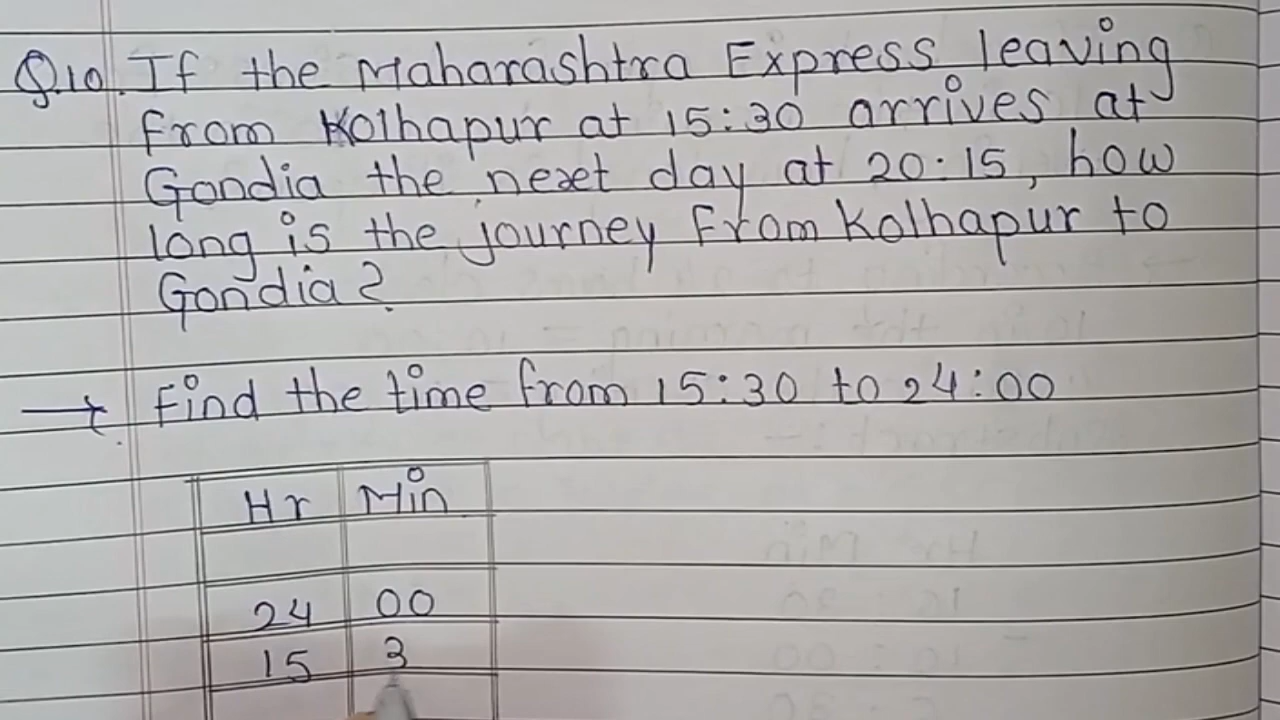 Q.10. If the Maharashtra Express leaving
from Kolhapur at 15:30 arrives at
Gondia the next day at 20:15, how
long is the journey from Kolhapur to
Gondia?
→ Find the time from 15:30 to 24:00
Hr Min
24 00
15 3